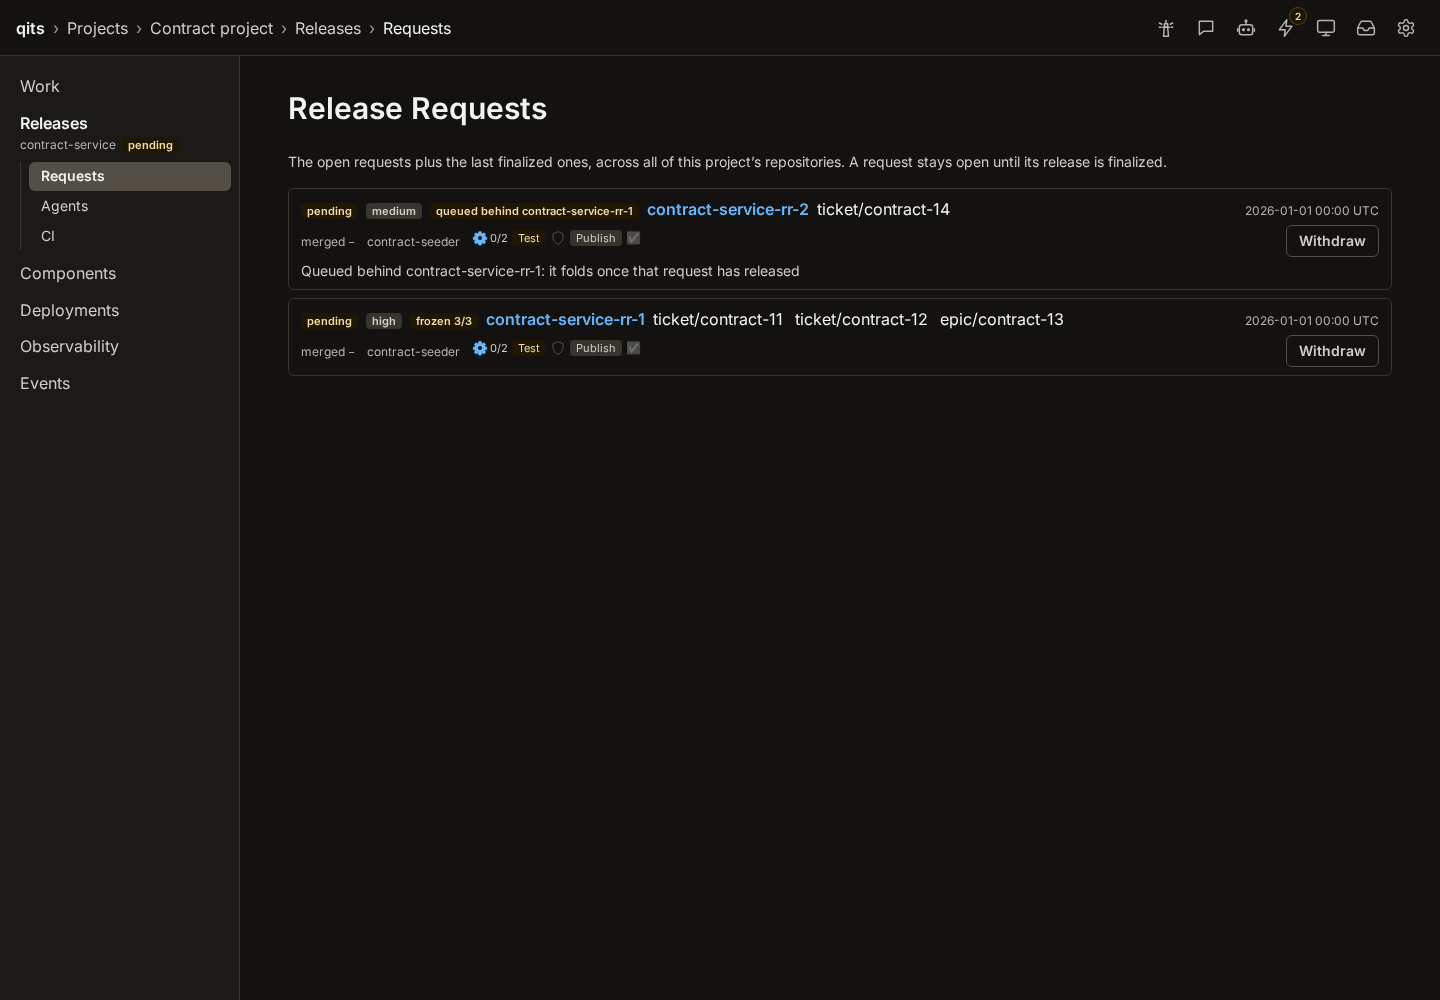 qits › Projects › Contract project › Releases › Requests
2
Work
Releases
contract-service pending
Requests
Agents
CI
Components
Deployments
Observability
Events
Release Requests
The open requests plus the last finalized ones, across all of this project’s repositories. A request stays open until its release is finalized.
pending medium queued behind contract-service-rr-1 contract-service-rr-2 ticket/contract-14 2026-01-01 00:00 UTC
merged – contract-seeder 0/2 Test Publish Withdraw
Queued behind contract-service-rr-1: it folds once that request has released
pending high frozen 3/3 contract-service-rr-1 ticket/contract-11 ticket/contract-12 epic/contract-13 2026-01-01 00:00 UTC
merged – contract-seeder 0/2 Test Publish Withdraw